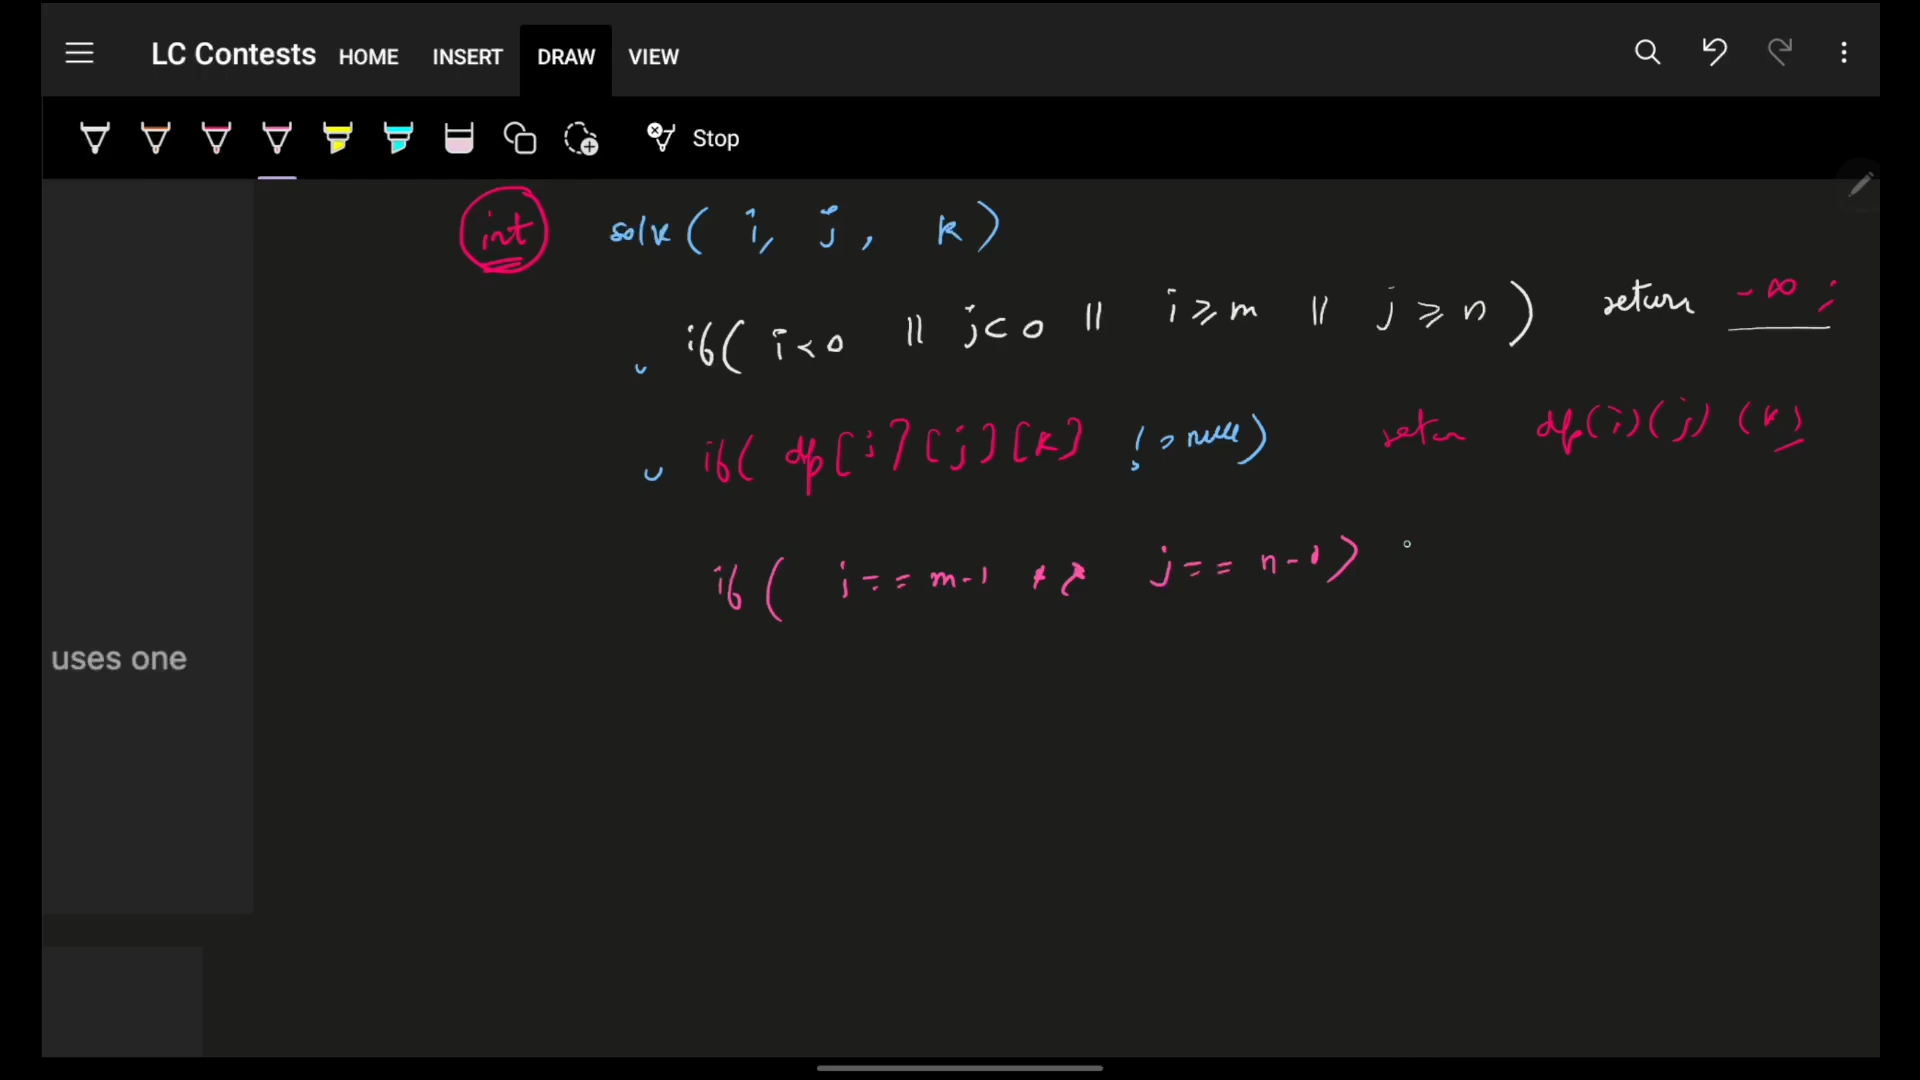 LC Contests HOME INSERT DRAW VIEW
Stop
int solve( i, j, k)
if( i<0 || j<0 || i≥m || j≥n) return -∞;
if( dp[i][j][k] != null) return dp(i)(j)(k)
if( i==m-1 && j==n-1)
uses one